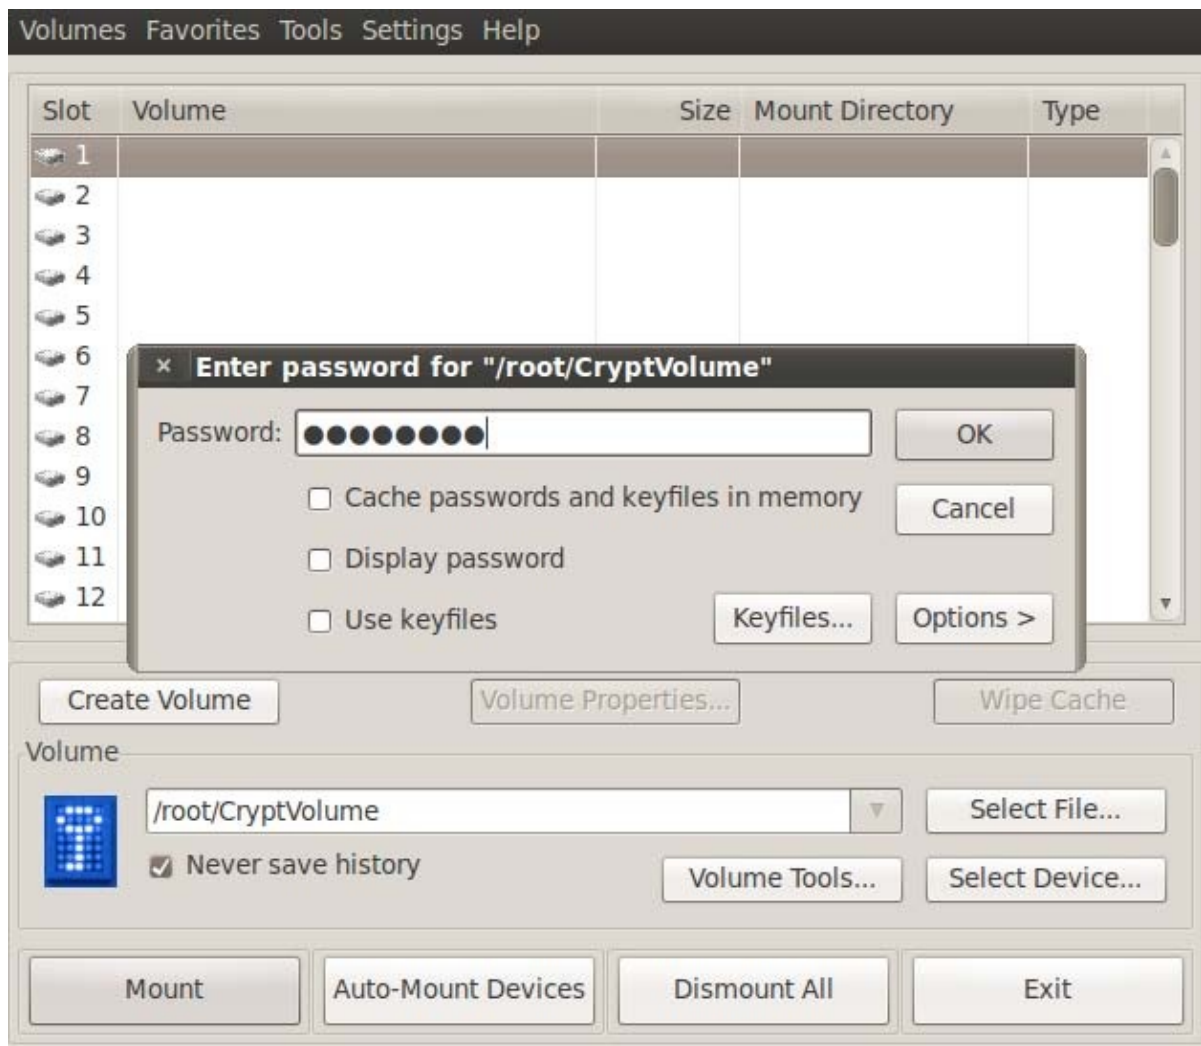 Volumes Favorites Tools Settings Help
Slot Volume Size Mount Directory Type
1
2
3
4
5
6
7
8
9
10
11
12
Enter password for "/root/CryptVolume"
Password: ●●●●●●●● OK
Cache passwords and keyfiles in memory Cancel
Display password
Use keyfiles Keyfiles... Options >
Create Volume Volume Properties... Wipe Cache
Volume
/root/CryptVolume Select File...
Never save history
Volume Tools... Select Device...
Mount Auto-Mount Devices Dismount All Exit